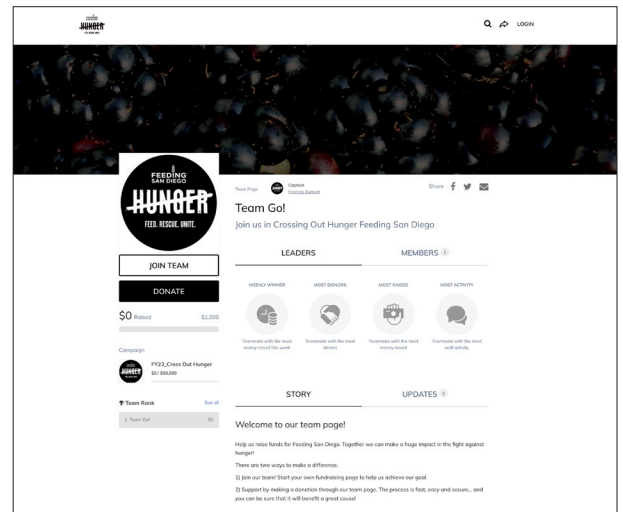 HUNGER
LOGIN
FEEDING
SAN DIEGO
HUNGER
FEED. RESCUE. UNITE.
JOIN TEAM
DONATE
$0 Raised $1,000
Campaign
FY23_Cross Out Hunger
$0 / $50,000
Team Rank See all
1. Team Go! $0
Team Page
Captain
Share
Team Go!
Join us in Crossing Out Hunger Feeding San Diego
LEADERS MEMBERS 1
WEEKLY WINNER MOST DONORS MOST RAISED MOST ACTIVITY
Teammate with the most money raised this week
Teammate with the most donors
Teammate with the most money raised
Teammate with the most wall activity
STORY UPDATES 0
Welcome to our team page!
Help us raise funds for Feeding San Diego. Together we can make a huge impact in the fight against
hunger!
There are two ways to make a difference.
1) Join our team! Start your own fundraising page to help us achieve our goal.
2) Support by making a donation through our team page. The process is fast, easy and secure... and
you can be sure that it will benefit a great cause!